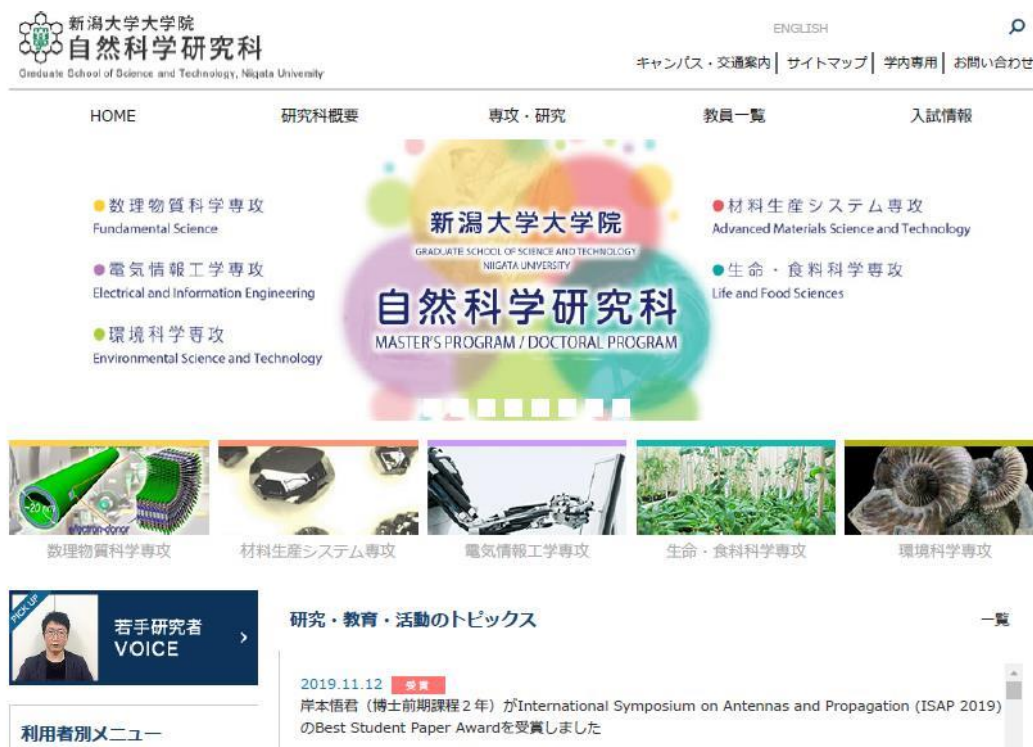 新潟大学大学院
自然科学研究科
Graduate School of Science and Technology, Niigata University
ENGLISH
キャンパス・交通案内 | サイトマップ | 学内専用 | お問い合わせ
HOME 研究科概要 専攻・研究 教員一覧 入試情報
数理物質科学専攻
Fundamental Science
電気情報工学専攻
Electrical and Information Engineering
環境科学専攻
Environmental Science and Technology
新潟大学大学院
GRADUATE SCHOOL OF SCIENCE AND TECHNOLOGY
NIIGATA UNIVERSITY
自然科学研究科
MASTER'S PROGRAM / DOCTORAL PROGRAM
材料生産システム専攻
Advanced Materials Science and Technology
生命・食料科学専攻
Life and Food Sciences
~20 nm
electron-donor
数理物質科学専攻 材料生産システム専攻 電気情報工学専攻 生命・食料科学専攻 環境科学専攻
PICK UP
若手研究者
VOICE
利用者別メニュー
研究・教育・活動のトピックス 一覧
2019.11.12 受賞
岸本悟君（博士前期課程２年）がInternational Symposium on Antennas and Propagation (ISAP 2019)
のBest Student Paper Awardを受賞しました